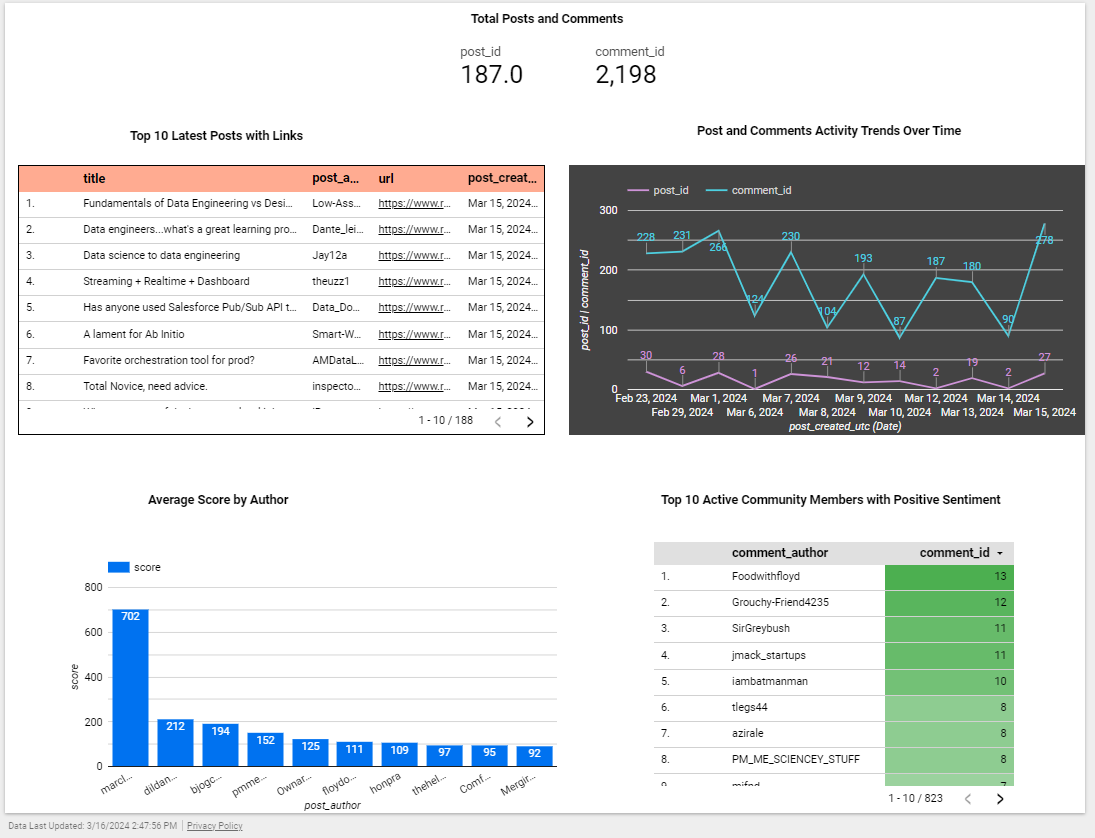 Total Posts and Comments
post_id comment_id
187.0 2,198
Top 10 Latest Posts with Links
title post_a... url post_creat...
1. Fundamentals of Data Engineering vs Desi... Low-Ass... https://www.r... Mar 15, 2024...
2. Data engineers...what's a great learning pro... Dante_lei... https://www.r... Mar 15, 2024...
3. Data science to data engineering Jay12a https://www.r... Mar 15, 2024...
4. Streaming + Realtime + Dashboard theuzz1 https://www.r... Mar 15, 2024...
5. Has anyone used Salesforce Pub/Sub API t... Data_Do... https://www.r... Mar 15, 2024...
6. A lament for Ab Initio Smart-W... https://www.r... Mar 15, 2024...
7. Favorite orchestration tool for prod? AMDataL... https://www.r... Mar 15, 2024...
8. Total Novice, need advice. inspecto... https://www.r... Mar 15, 2024...
1 - 10 / 188
Post and Comments Activity Trends Over Time
post_id comment_id
300
200
100
0
post_id | comment_id
228 231 266 124 230 104 193 87 187 180 90 278
30 6 28 1 26 21 12 14 2 19 2 27
Feb 23, 2024 Mar 1, 2024 Mar 7, 2024 Mar 9, 2024 Mar 12, 2024 Mar 14, 2024
Feb 29, 2024 Mar 6, 2024 Mar 8, 2024 Mar 10, 2024 Mar 13, 2024 Mar 15, 2024
post_created_utc (Date)
Average Score by Author
score
800
600
400
200
0
score
702 212 194 152 125 111 109 97 95 92
marcl... dildan... bjogc... pmme... Ownar... floydo... honpra thehel... Comf... Mergir...
post_author
Top 10 Active Community Members with Positive Sentiment
comment_author comment_id
1. Foodwithfloyd 13
2. Grouchy-Friend4235 12
3. SirGreybush 11
4. jmack_startups 11
5. iambatmanman 10
6. tlegs44 8
7. azirale 8
8. PM_ME_SCIENCEY_STUFF 8
1 - 10 / 823
Data Last Updated: 3/16/2024 2:47:56 PM Privacy Policy